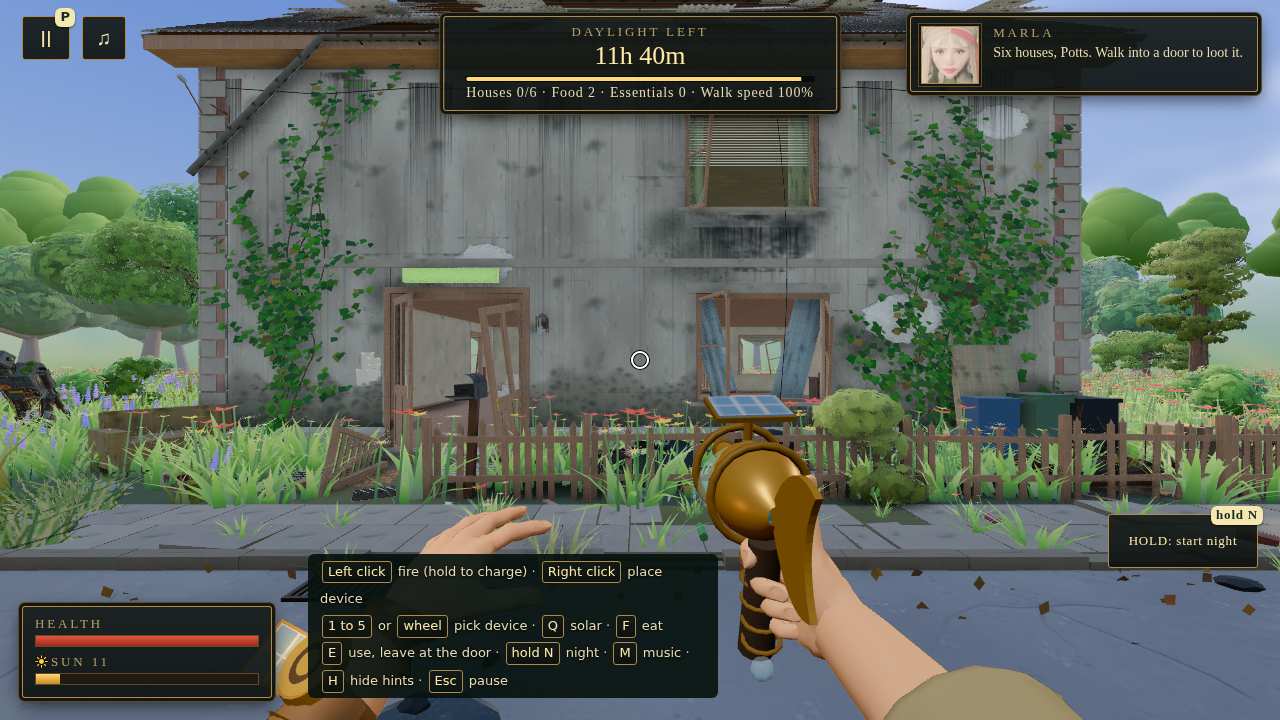 P
DAYLIGHT LEFT
11h 40m
Houses 0/6 · Food 2 · Essentials 0 · Walk speed 100%
MARLA
Six houses, Potts. Walk into a door to loot it.
hold N
HOLD: start night
HEALTH
SUN 11
Left click fire (hold to charge) · Right click place
device
1 to 5 or wheel pick device · Q solar · F eat
E use, leave at the door · hold N night · M music ·
H hide hints · Esc pause